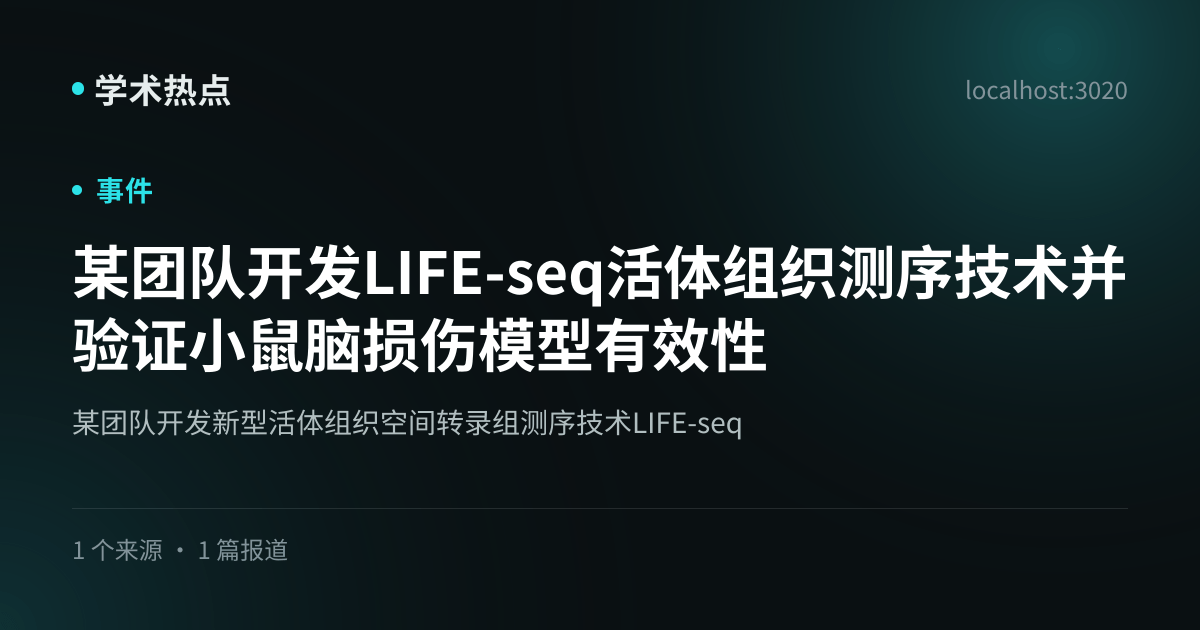 学术热点
localhost:3020
事件
某团队开发LIFE-seq活体组织测序技术并
验证小鼠脑损伤模型有效性
某团队开发新型活体组织空间转录组测序技术LIFE-seq
1 个来源 · 1 篇报道